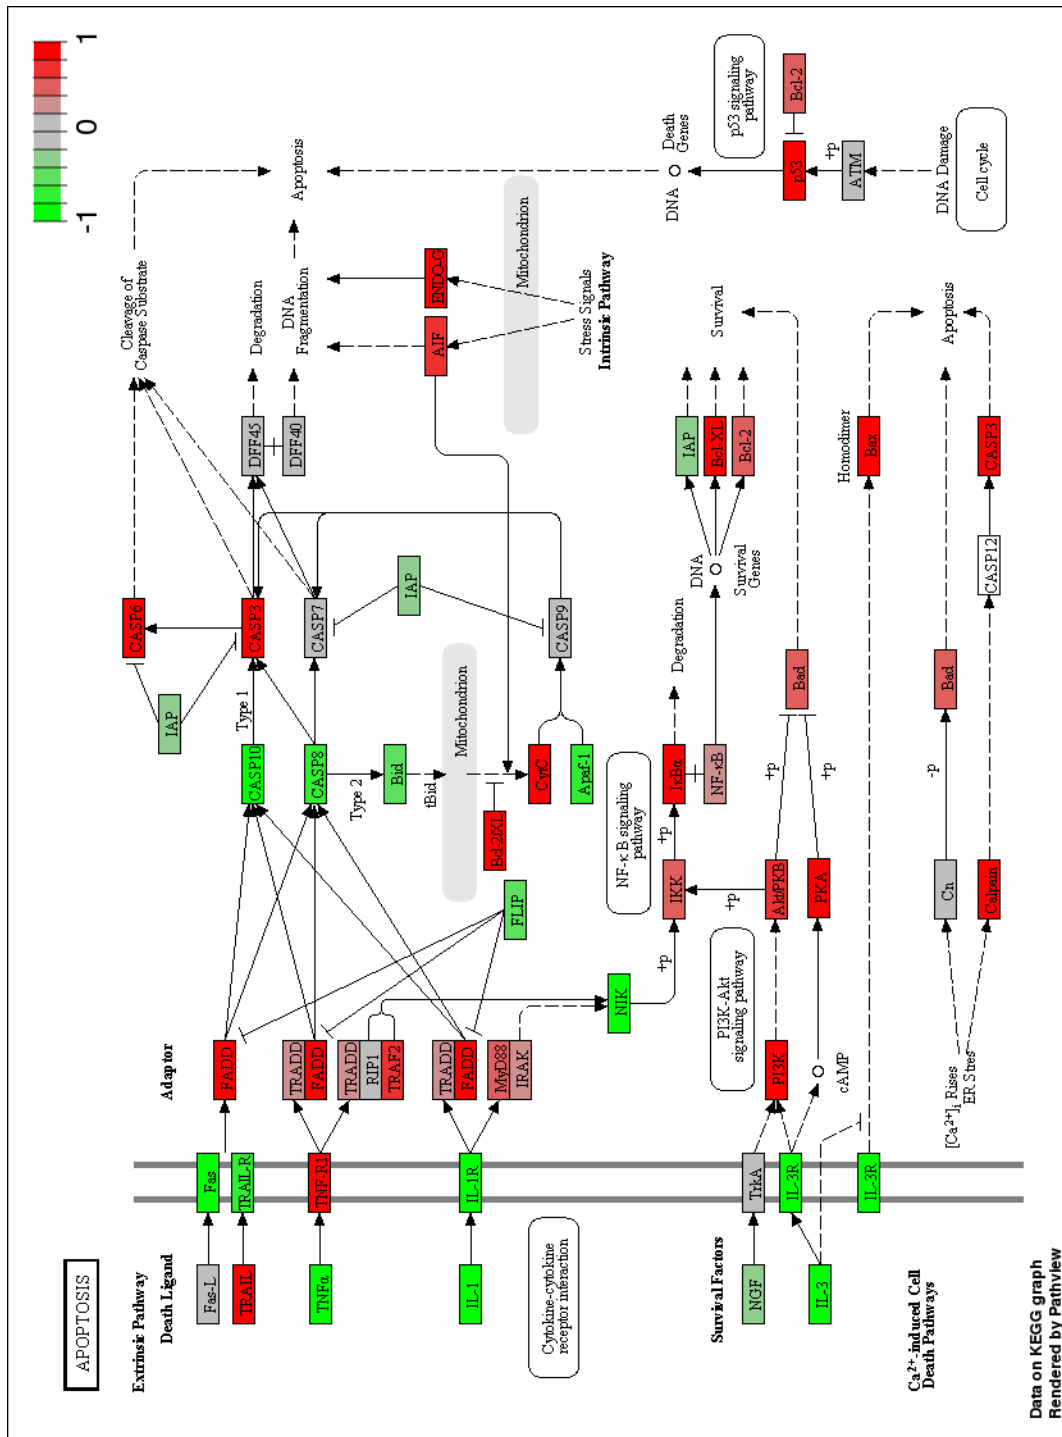 APOPTOSIS
-1 0 1
Extrinsic Pathway
Death Ligand
Adaptor
Fas-L
Fas
FADD
TRAIL
TRAIL-R
TNFα
TNF-R1
TRADD
FADD
TRADD
RIP1
TRAF2
IL-1
IL-1R
TRADD
FADD
MyD88
IRAK
Cytokine-cytokine
receptor interaction
FLIP
NIK
IAP
CASP6
Cleavage of
Caspase Substrate
CASP10
Type 1
CASP3
CASP8
CASP7
DFF45
Degradation
DFF40
DNA
Fragmentation
Apoptosis
Type 2
Bid
tBid
IAP
Mitochondrion
Bcl-2/XL
CytC
Apaf-1
CASP9
AIF
ENDO-G
Mitochondrion
Stress Signals
Intrinsic Pathway
NF-κB signaling
pathway
+p
IKK
+p
IκBα
Degradation
NF-κB
DNA
Survival
Genes
IAP
Bcl-XL
Bcl-2
Survival
DNA
Death
Genes
p53 signaling
pathway
p53
Bcl-2
+p
ATM
DNA Damage
Cell cycle
Survival Factors
NGF
TrkA
PI3K-Akt
signaling pathway
PI3K
+p
Akt/PKB
+p
Bad
IL-3
IL-3R
cAMP
PKA
+p
IL-3R
Homodimer
Bax
Ca2+-induced Cell
Death Pathways
[Ca2+]i Rises
ER Stres
Cn
-p
Bad
Apoptosis
Calpain
CASP12
CASP3
Data on KEGG graph
Rendered by Pathview